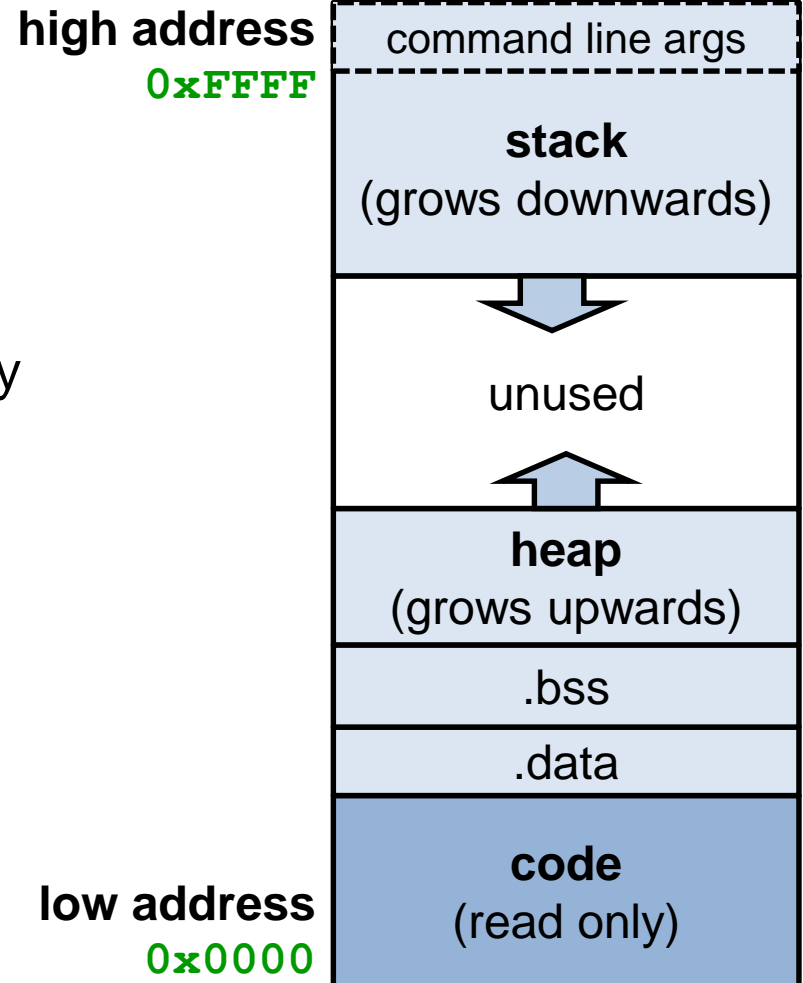 high address
0xFFFF
command line args
stack
(grows downwards)
y
unused
heap
(grows upwards)
.bss
.data
code
(read only)
low address
0x0000